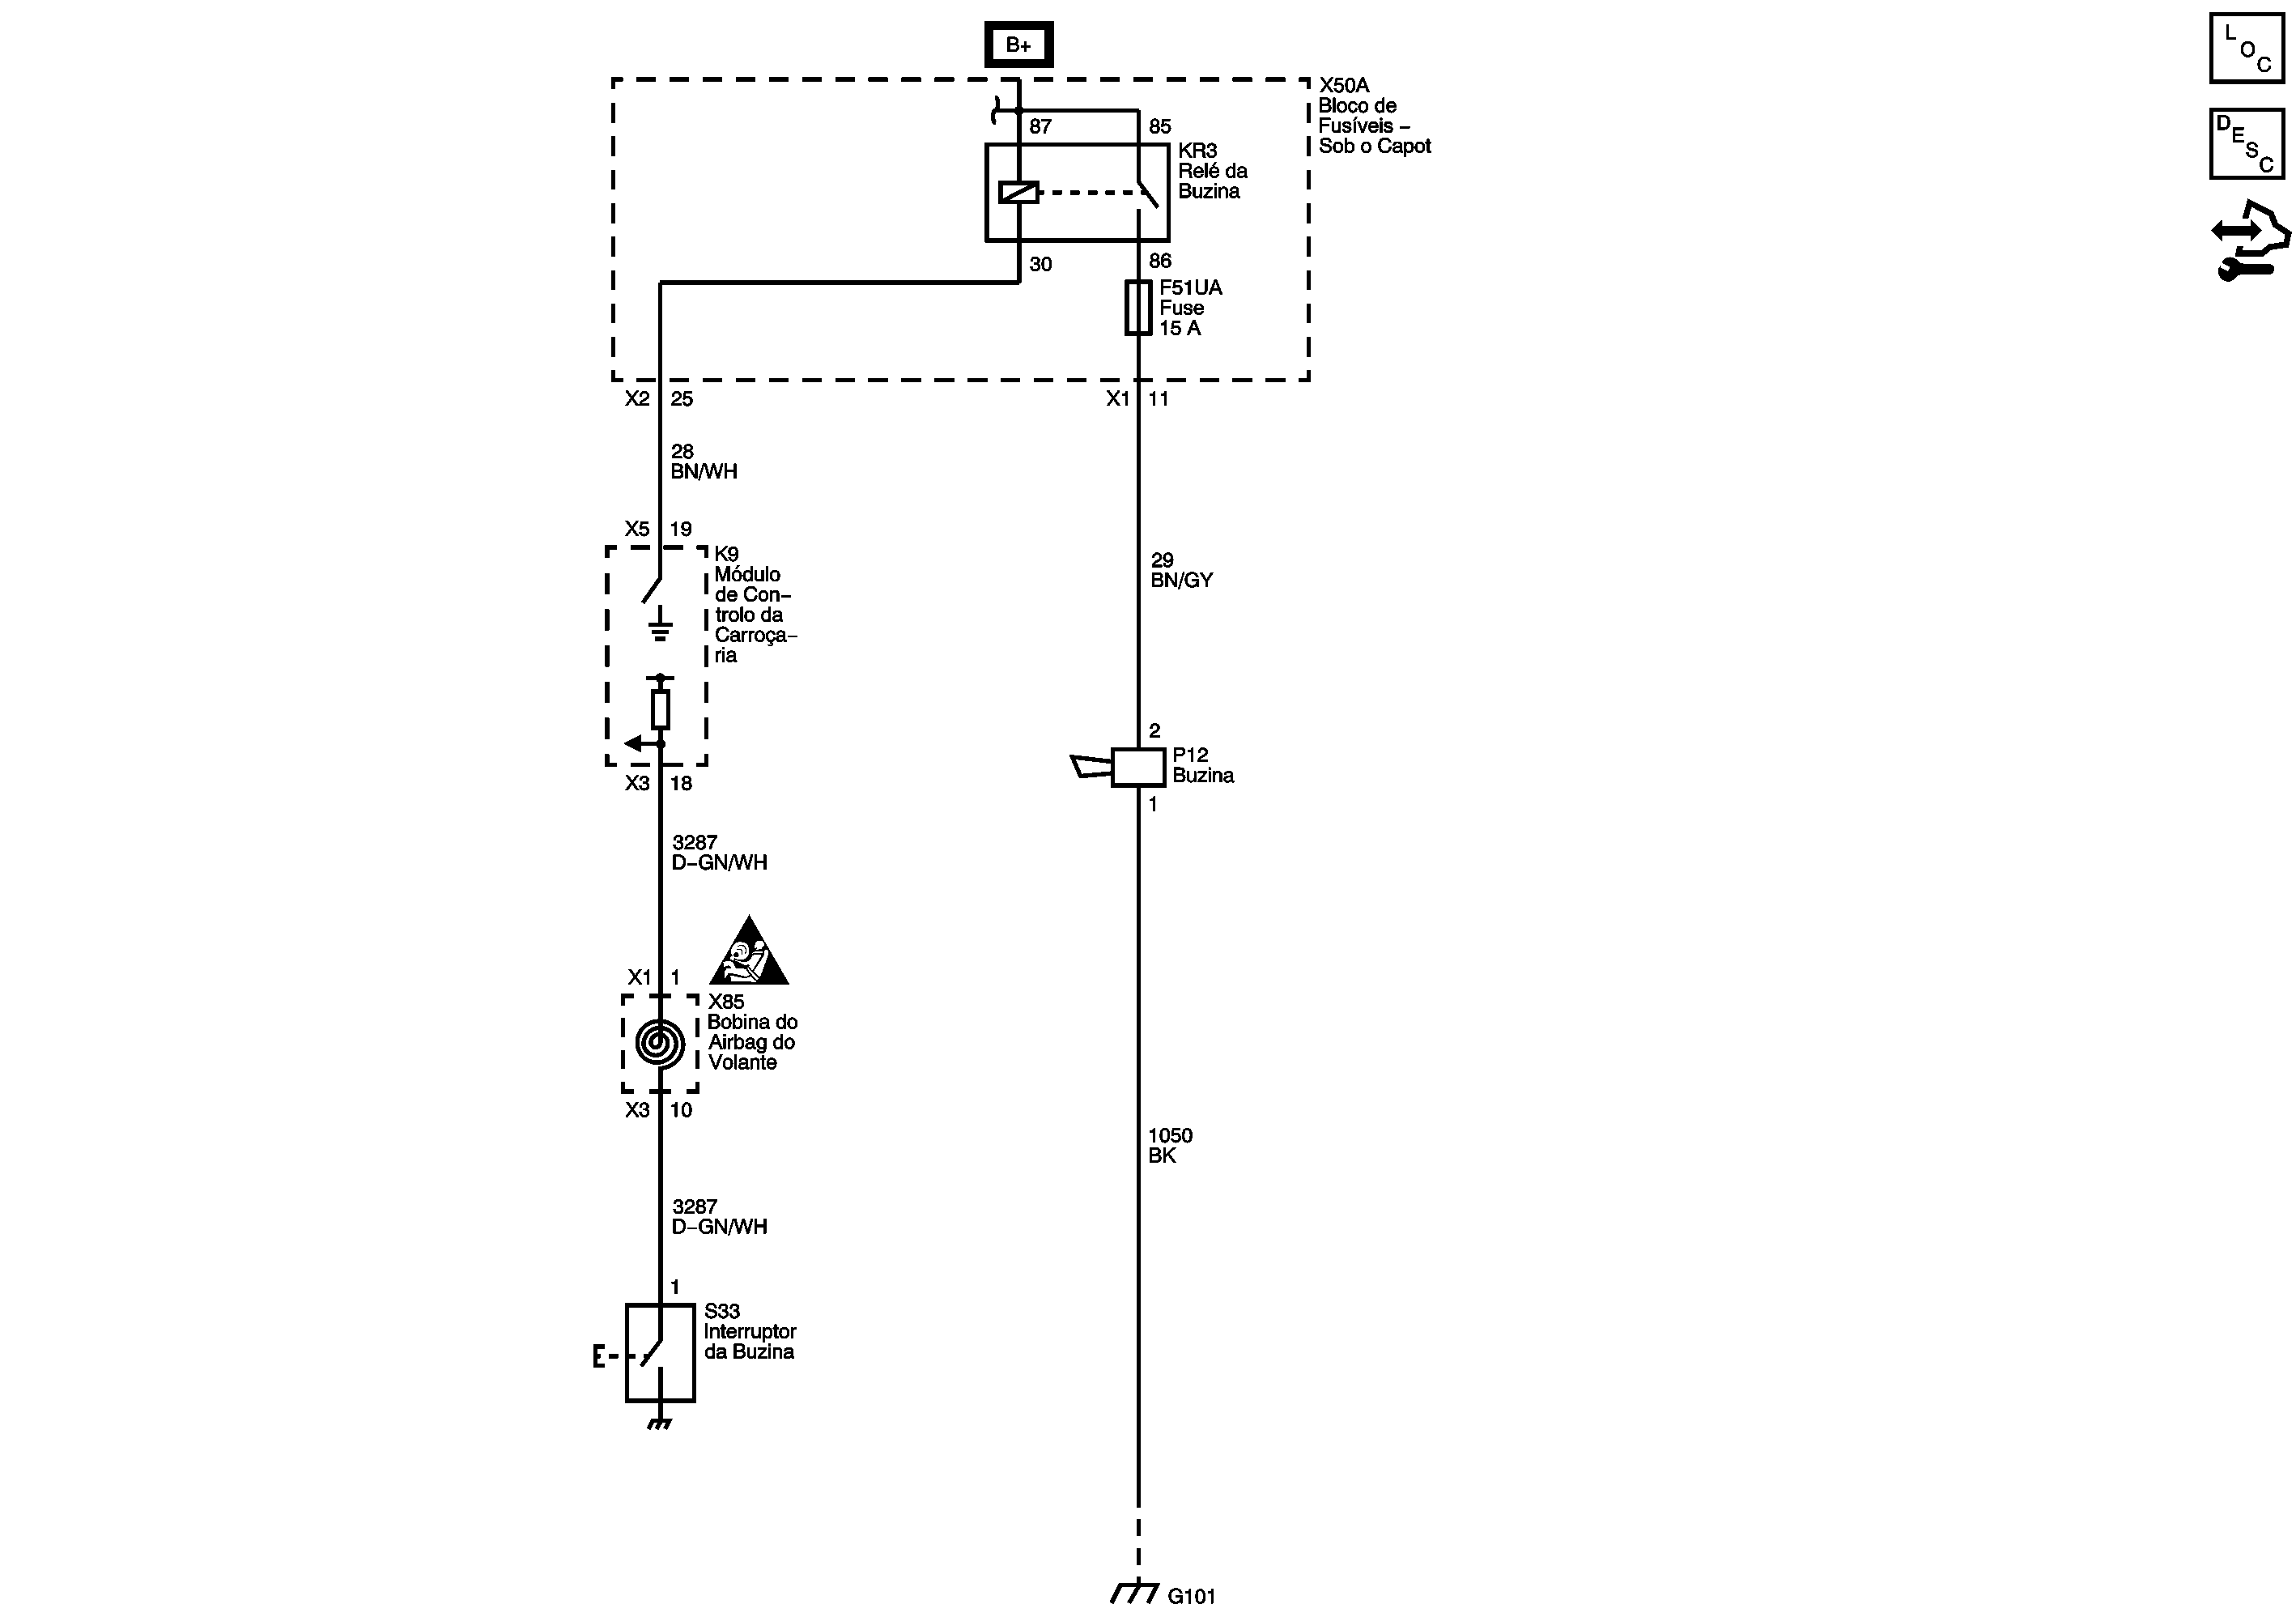 B+
L
O
C
X50A
Bloco de
Fusíveis –
Sob o Capot
D
E
S
C
87
85
KR3
Relé da
Buzina
30
86
F51UA
Fuse
15 A
X2 25
X1 11
28
BN/WH
X5 19
K9
Módulo
de Con–
trolo da
Carroça–
ria
29
BN/GY
2
P12
Buzina
1
X3 18
3287
D–GN/WH
X1 1
X85
Bobina do
Airbag do
Volante
X3 10
1050
BK
3287
D–GN/WH
1
S33
Interruptor
da Buzina
E
G101